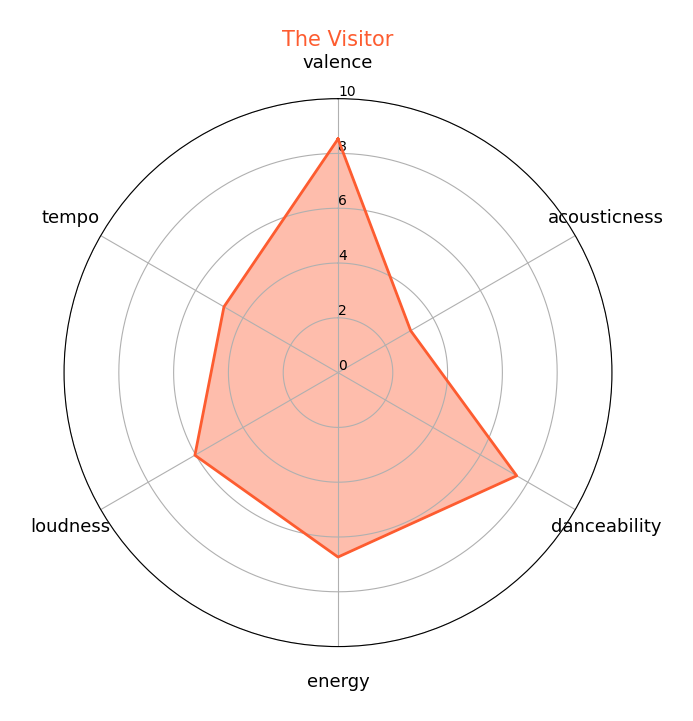 The Visitor
valence
10
8
tempo
acousticness
6
4
2
0
loudness
danceability
energy